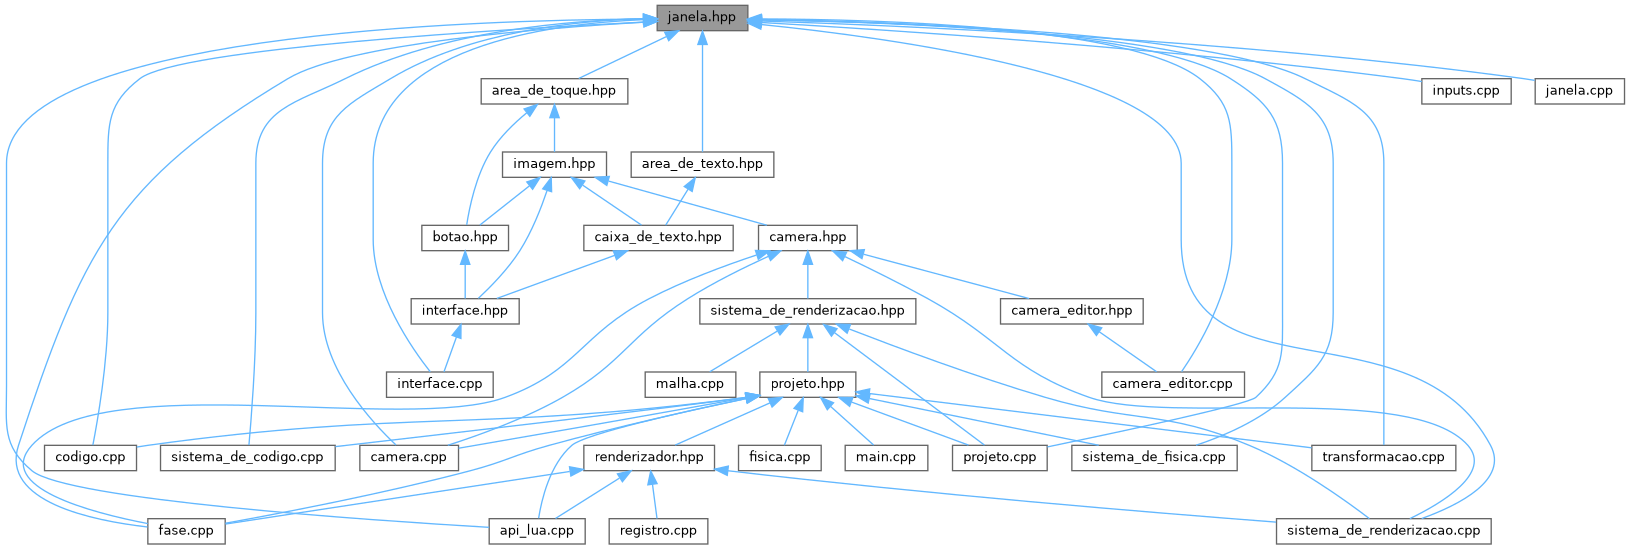 janela.hpp
area_de_toque.hpp
inputs.cpp
janela.cpp
imagem.hpp
area_de_texto.hpp
botao.hpp
caixa_de_texto.hpp
camera.hpp
interface.hpp
sistema_de_renderizacao.hpp
camera_editor.hpp
interface.cpp
malha.cpp
projeto.hpp
camera_editor.cpp
codigo.cpp
sistema_de_codigo.cpp
camera.cpp
renderizador.hpp
fisica.cpp
main.cpp
projeto.cpp
sistema_de_fisica.cpp
transformacao.cpp
fase.cpp
api_lua.cpp
registro.cpp
sistema_de_renderizacao.cpp